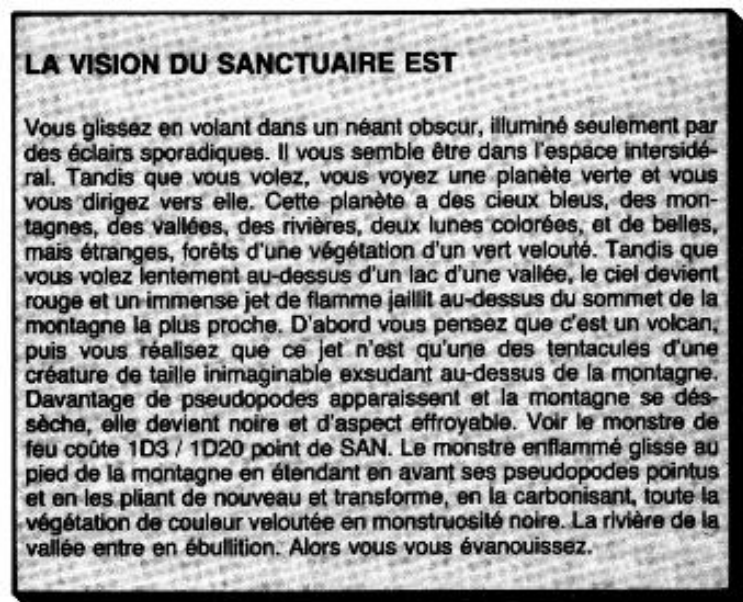 LA VISION DU SANCTUAIRE EST
Vous glissez en volant dans un néant obscur, illuminé seulement par
des éclairs sporadiques. Il vous semble être dans l'espace intersidé-
ral. Tandis que vous volez, vous voyez une planète verte et vous
vous dirigez vers elle. Cette planète a des cieux bleus, des mon-
tagnes, des vallées, des rivières, deux lunes colorées, et de belles,
mais étranges, forêts d'une végétation d'un vert velouté. Tandis que
vous volez lentement au-dessus d'un lac d'une vallée, le ciel devient
rouge et un immense jet de flamme jaillit au-dessus du sommet de la
montagne la plus proche. D'abord vous pensez que c'est un volcan,
puis vous réalisez que ce jet n'est qu'une des tentacules d'une
créature de taille inimaginable exsudant au-dessus de la montagne.
Davantage de pseudopodes apparaissent et la montagne se dés-
sèche, elle devient noire et d'aspect effroyable. Voir le monstre de
feu coûte 1D3 / 1D20 point de SAN. Le monstre enflammé glisse au
pied de la montagne en étendant en avant ses pseudopodes pointus
et en les pliant de nouveau et transforme, en la carbonisant, toute la
végétation de couleur veloutée en monstruosité noire. La rivière de la
vallée entre en ébullition. Alors vous vous évanouissez.